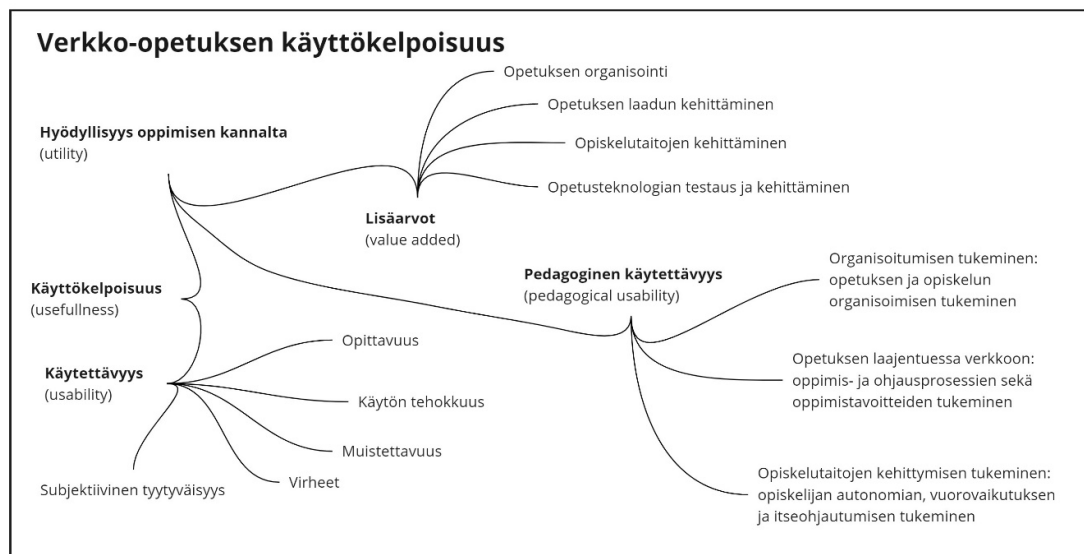 Verkko-opetuksen käyttökelpoisuus
Opetuksen organisointi
Opetuksen laadun kehittäminen
Opiskelutaitojen kehittäminen
Opetusteknologian testaus ja kehittäminen
Hyödyllisyys oppimisen kannalta
(utility)
Lisäarvot
(value added)
Pedagoginen käytettävyys
(pedagogical usability)
Organisoitumisen tukeminen:
opetuksen ja opiskelun
organisoimisen tukeminen
Opetuksen laajentuessa verkkoon:
oppimis- ja ohjausprosessien sekä
oppimistavoitteiden tukeminen
Opiskelutaitojen kehittymisen tukeminen:
opiskelijan autonomian, vuorovaikutuksen
ja itseohjautumisen tukeminen
Käyttökelpoisuus
(usefullness)
Käytettävyys
(usability)
Opittavuus
Käytön tehokkuus
Muistettavuus
Virheet
Subjektiivinen tyytyväisyys